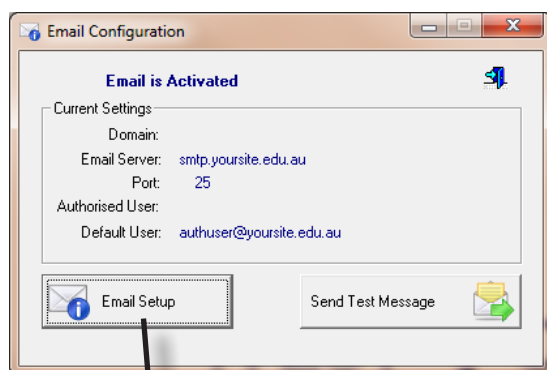 Email Configuration
Email is Activated
Current Settings
Domain:
Email Server: smtp.yoursite.edu.au
Port: 25
Authorised User:
Default User: authuser@yoursite.edu.au
Email Setup
Send Test Message